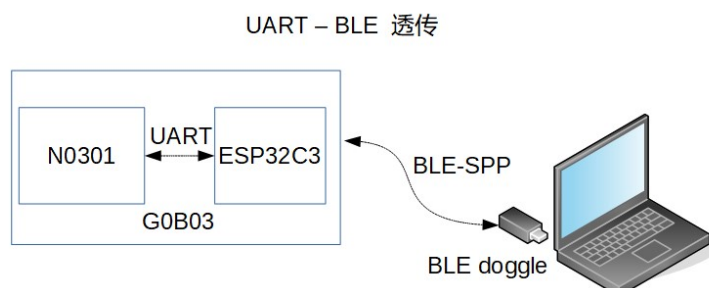 UART – BLE 透传
N0301
UART
ESP32C3
G0B03
BLE-SPP
BLE doggle